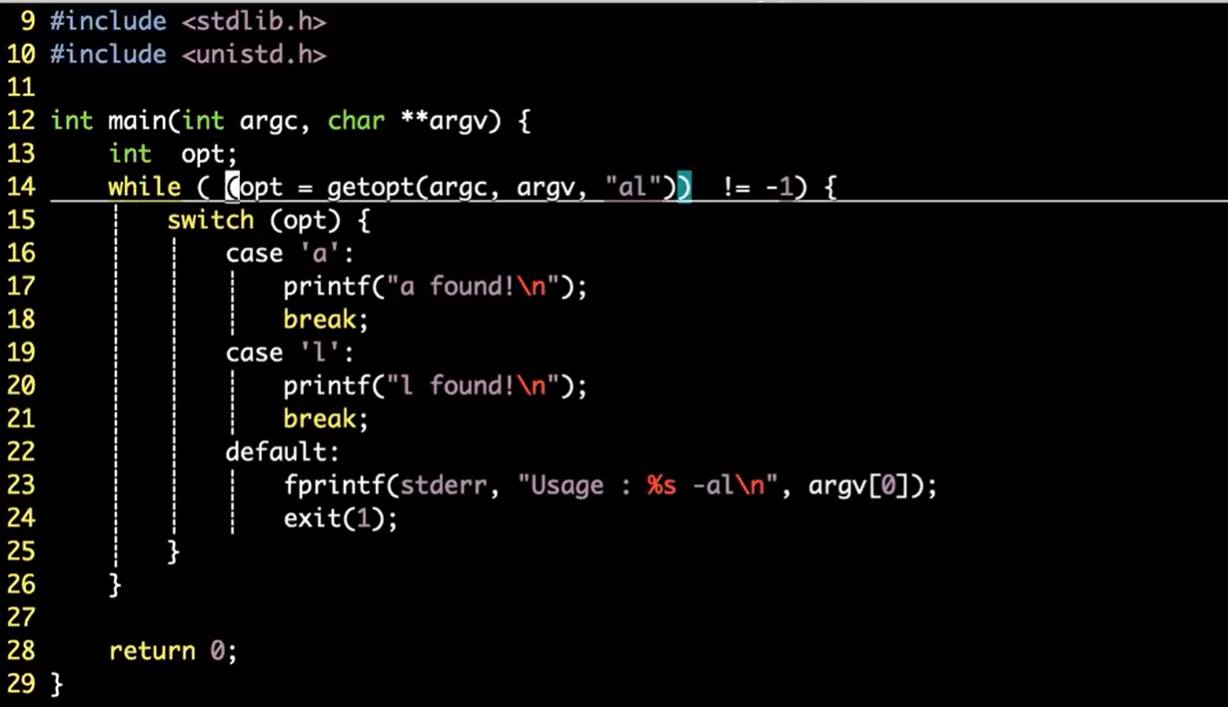 9 #include <stdlib.h>
10 #include <unistd.h>
11
12 int main(int argc, char **argv) {
13     int  opt;
14     while ( (opt = getopt(argc, argv, "al"))  != -1) {
15         switch (opt) {
16             case 'a':
17                 printf("a found!\n");
18                 break;
19             case 'l':
20                 printf("l found!\n");
21                 break;
22             default:
23                 fprintf(stderr, "Usage : %s -al\n", argv[0]);
24                 exit(1);
25         }
26     }
27
28     return 0;
29 }